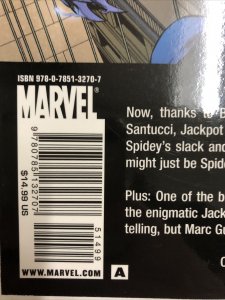 ISBN 978-0-7851-3270-7
MARVEL
9 780785 132707
51499
$14.99 US
WWW.MARVEL.COM
A
Now, thanks to B
Santucci, Jackpot
Spidey's slack and
might just be Spide
Plus: One of the b
the enigmatic Jack
telling, but Marc Gu